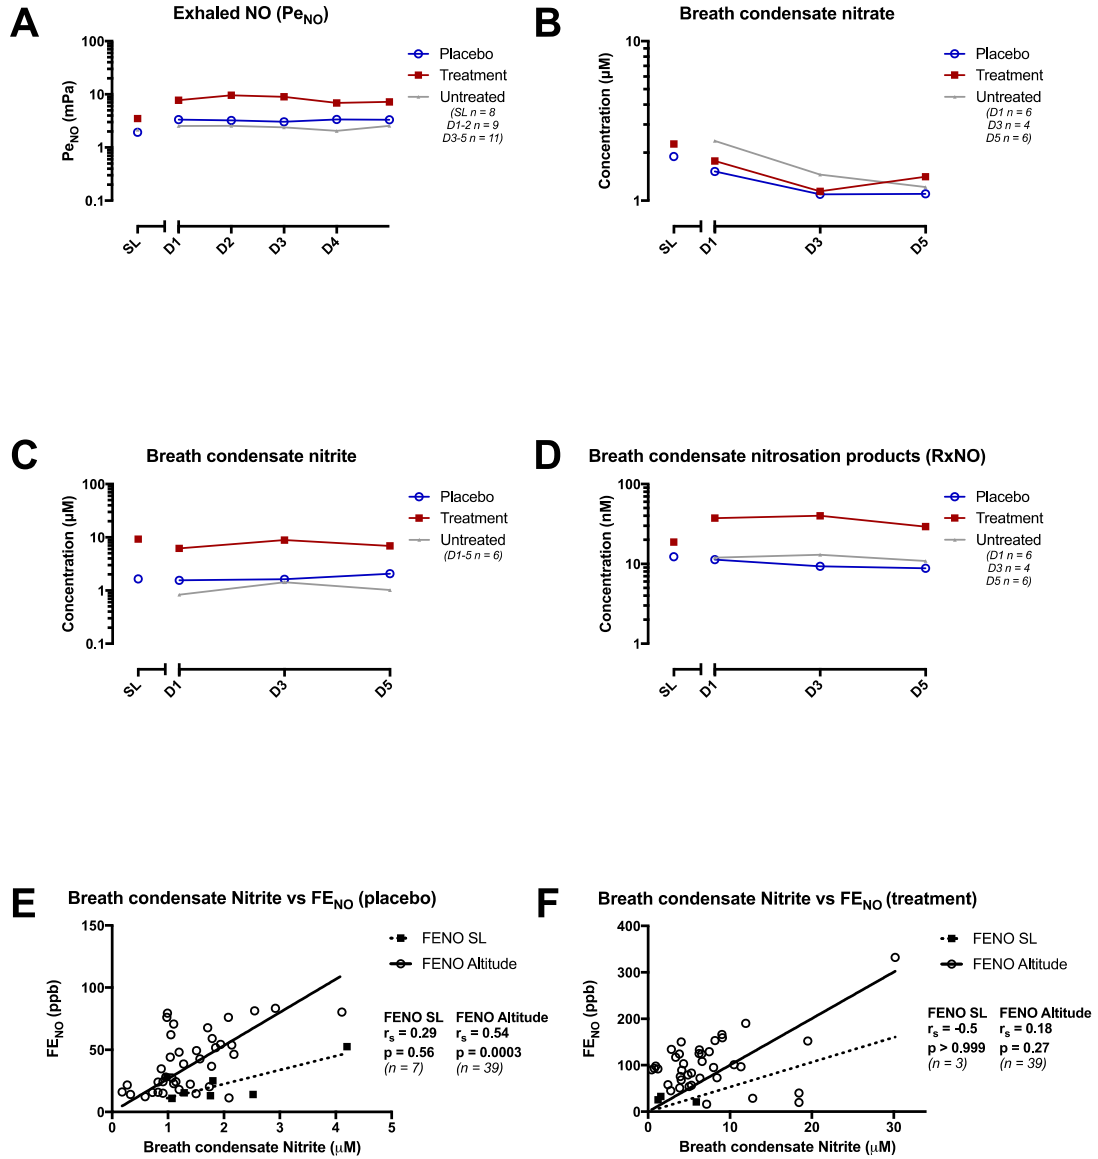 A
Exhaled NO (PeNO)
100
10
1
0.1
PeNO (mPa)
SL
D1
D2
D3
D4
Placebo
Treatment
Untreated
(SL n = 8
D1-2 n = 9
D3-5 n = 11)
B
Breath condensate nitrate
10
1
Concentration (µM)
SL
D1
D3
D5
Placebo
Treatment
Untreated
(D1 n = 6
D3 n = 4
D5 n = 6)
C
Breath condensate nitrite
100
10
1
0.1
Concentration (µM)
SL
D1
D3
D5
Placebo
Treatment
Untreated
(D1-5 n = 6)
D
Breath condensate nitrosation products (RxNO)
100
10
1
Concentration (nM)
SL
D1
D3
D5
Placebo
Treatment
Untreated
(D1 n = 6
D3 n = 4
D5 n = 6)
E
Breath condensate Nitrite vs FENO (placebo)
150
100
50
0
FENO (ppb)
0 1 2 3 4 5
Breath condensate Nitrite (µM)
FENO SL
FENO Altitude
FENO SL FENO Altitude
rs = 0.29 rs = 0.54
p = 0.56 p = 0.0003
(n = 7) (n = 39)
F
Breath condensate Nitrite vs FENO (treatment)
400
300
200
100
0
FENO (ppb)
0 10 20 30
Breath condensate Nitrite (µM)
FENO SL
FENO Altitude
FENO SL FENO Altitude
rs = -0.5 rs = 0.18
p > 0.999 p = 0.27
(n = 3) (n = 39)